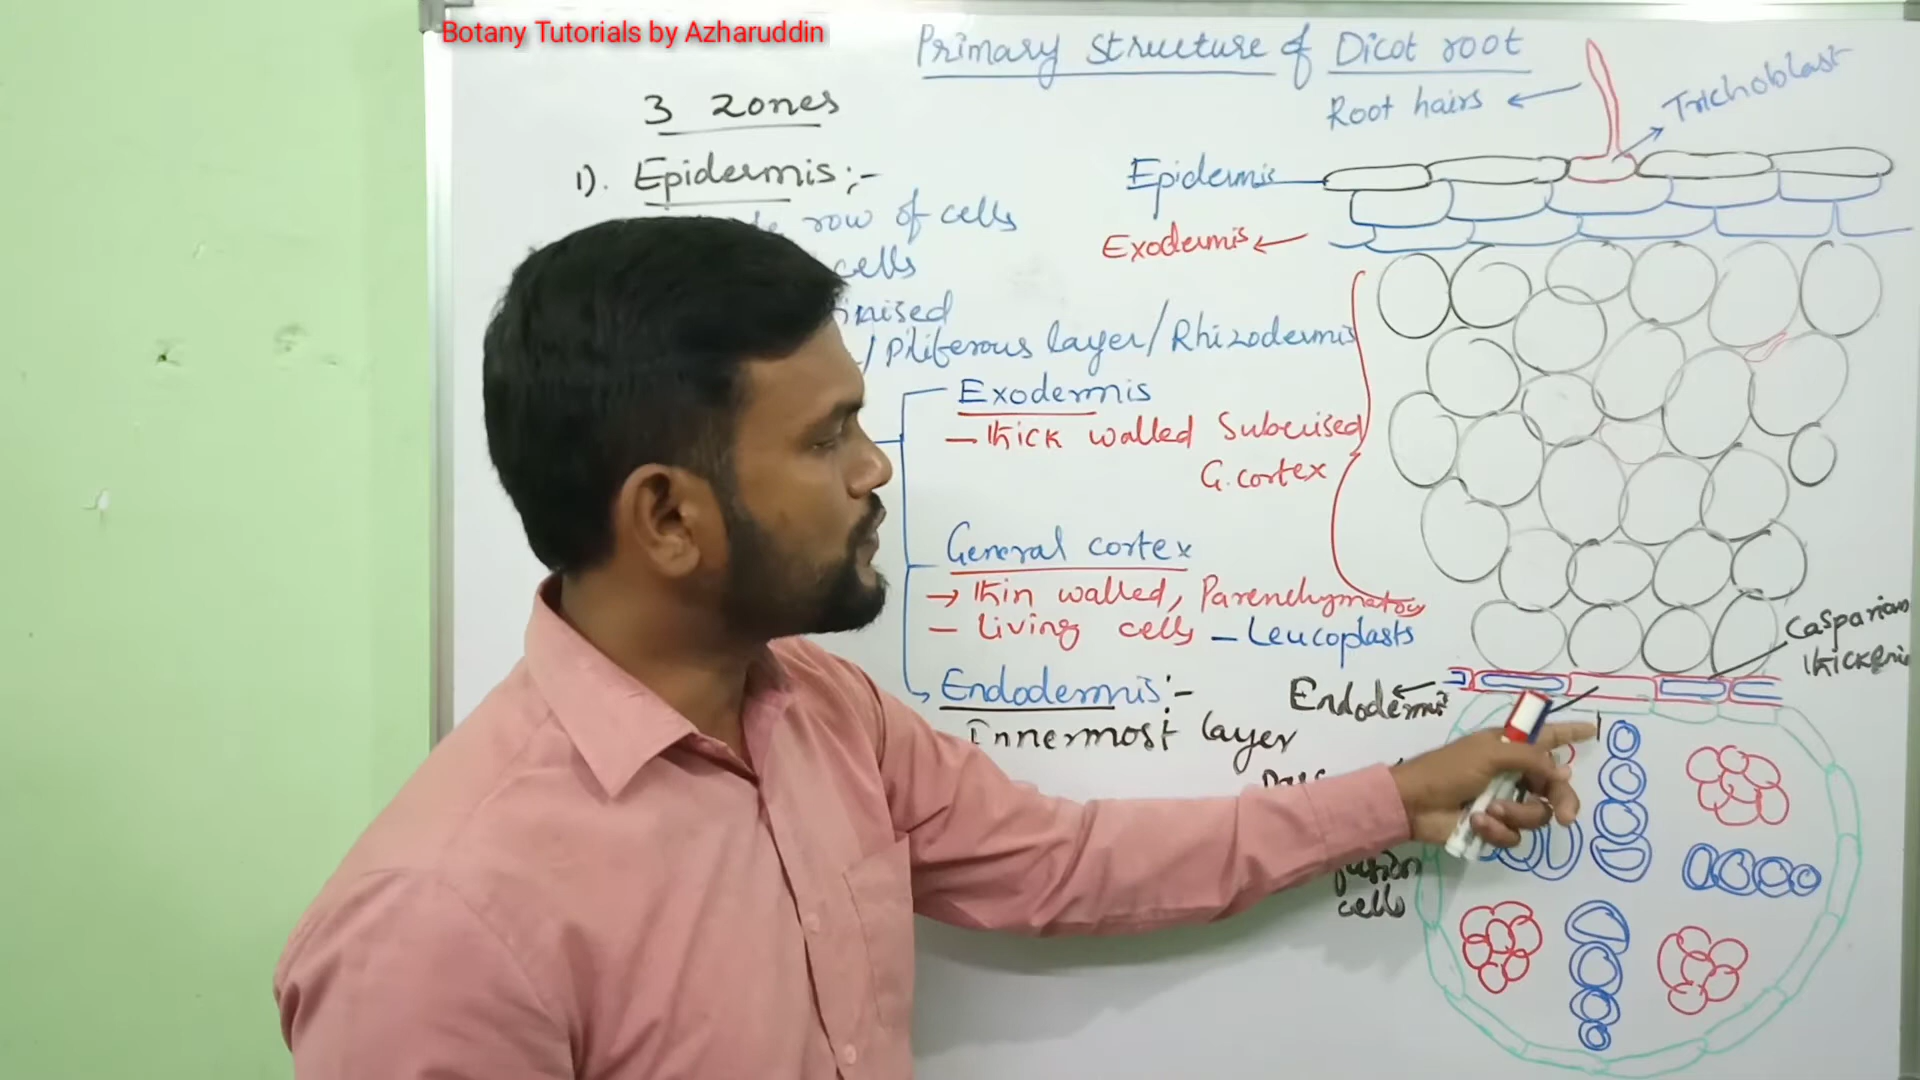 Botany Tutorials by Azharuddin
Primary structure of Dicot root
3 zones
1). Epidermis:-
row of cells
cells
/Piliferous layer/Rhizodermis
Exodermis
- thick walled Suberised
G. cortex
General cortex
→ thin walled, Parenchymatous
- living cells - Leucoplasts
Endodermis:-
Innermost layer
cells
Root hairs
Trichoblast
Epidermis
Exodermis
Casparian
Endodermis